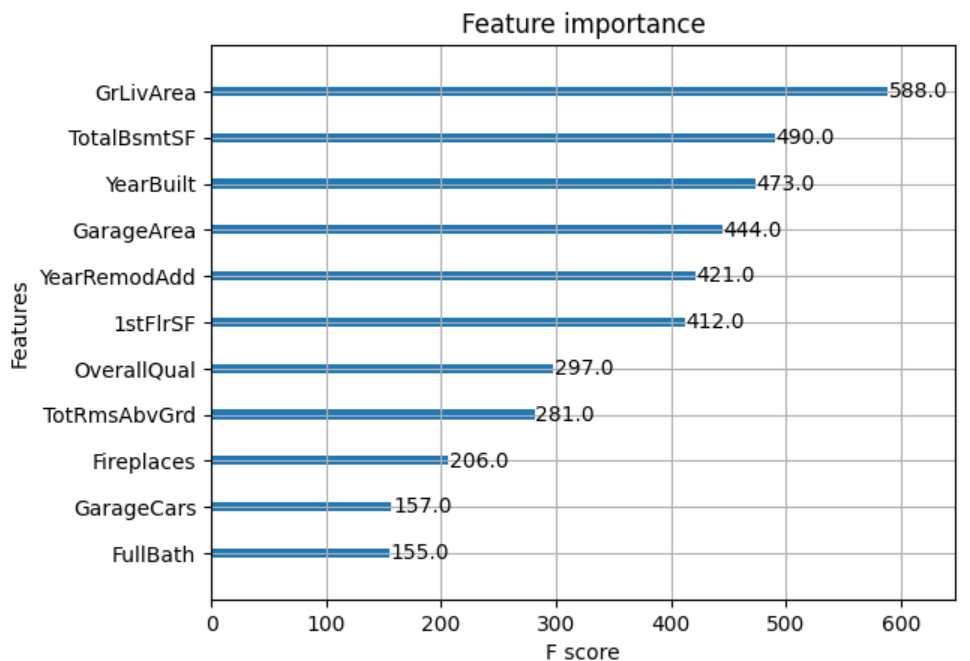 Feature importance
Features
GrLivArea 588.0
TotalBsmtSF 490.0
YearBuilt 473.0
GarageArea 444.0
YearRemodAdd 421.0
1stFlrSF 412.0
OverallQual 297.0
TotRmsAbvGrd 281.0
Fireplaces 206.0
GarageCars 157.0
FullBath 155.0
0 100 200 300 400 500 600
F score